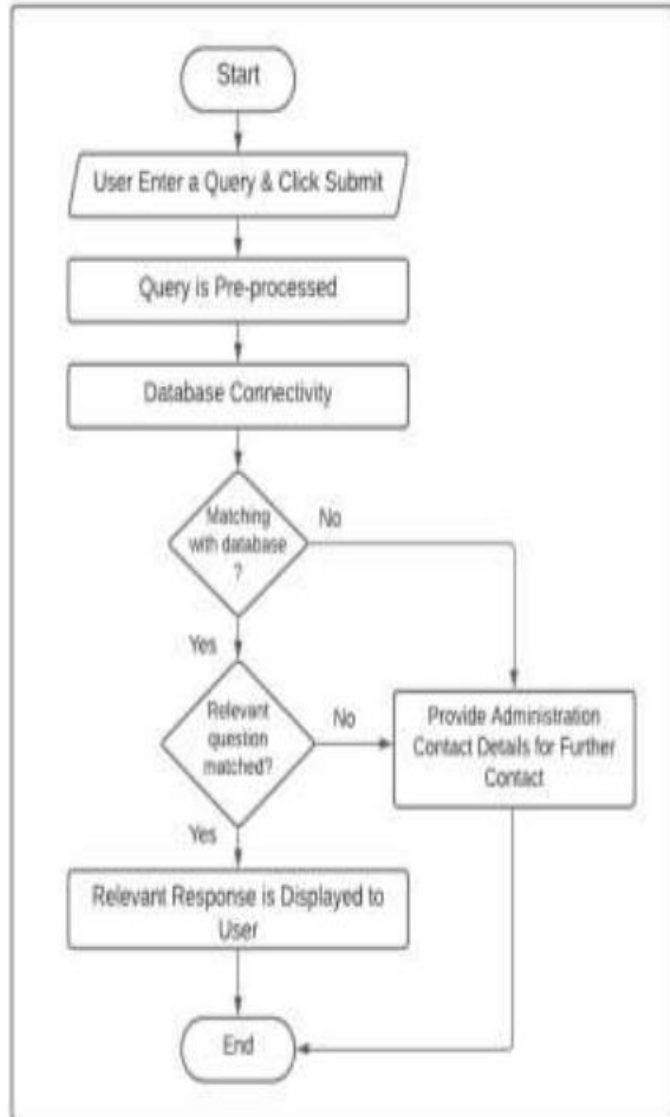 Start
User Enter a Query & Click Submit
Query is Pre-processed
Database Connectivity
Matching
with database
?
No
Yes
Relevant
question
matched?
No
Provide Administration
Contact Details for Further
Contact
Yes
Relevant Response is Displayed to
User
End